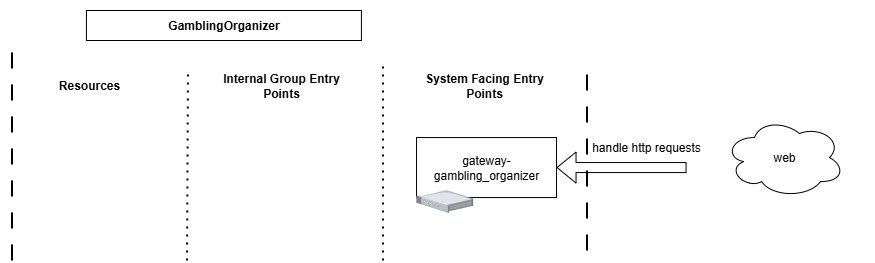 GamblingOrganizer
Resources
Internal Group Entry
Points
System Facing Entry
Points
gateway-
gambling_organizer
handle http requests
web